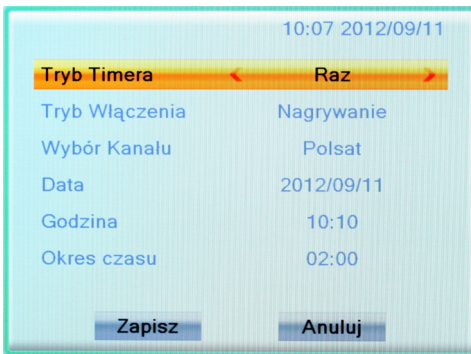 10:07 2012/09/11
Tryb Timera Raz
Tryb Włączenia Nagrywanie
Wybór Kanału Polsat
Data 2012/09/11
Godzina 10:10
Okres czasu 02:00
Zapisz Anuluj